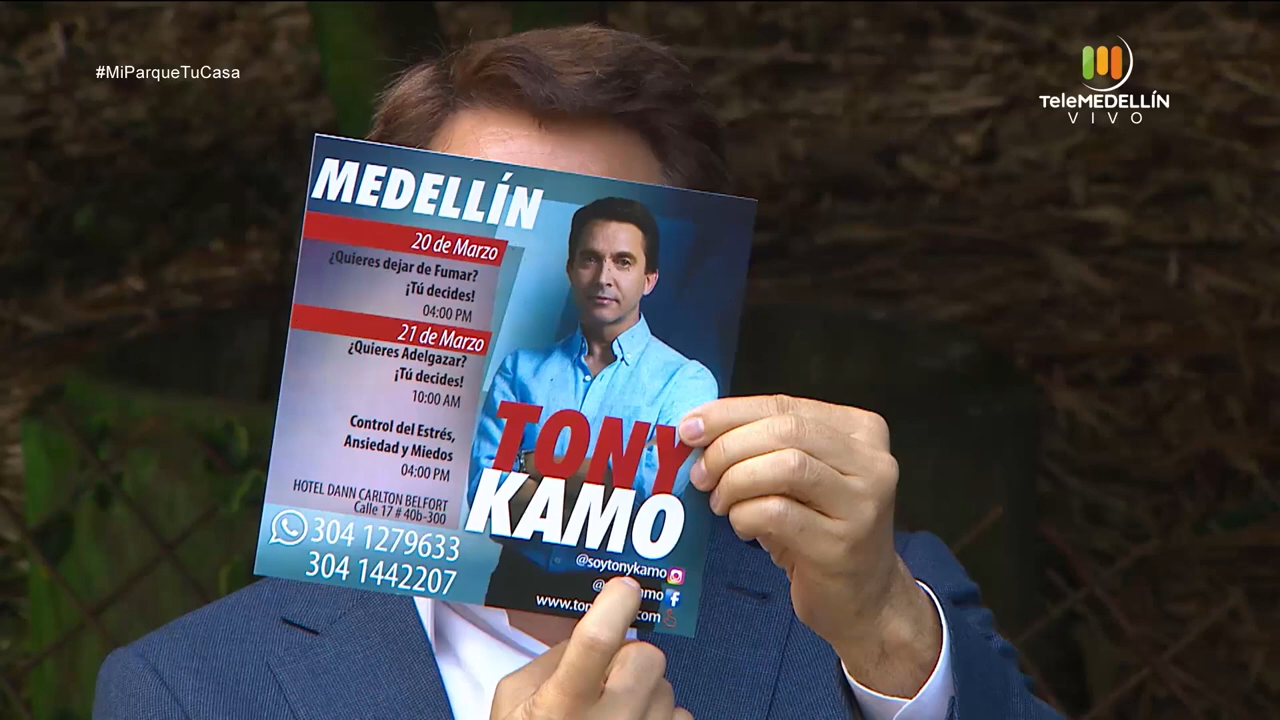 #MiParqueTuCasa
TeleMEDELLÍN
VIVO
MEDELLÍN
20 de Marzo
¿Quieres dejar de Fumar?
¡Tú decides!
04:00 PM
21 de Marzo
¿Quieres Adelgazar?
¡Tú decides!
10:00 AM
Control del Estrés,
Ansiedad y Miedos
04:00 PM
HOTEL DANN CARLTON BELFORT
Calle 17 # 40b-300
304 1279633
304 1442207
TONY
KAMO
@soytonykamo